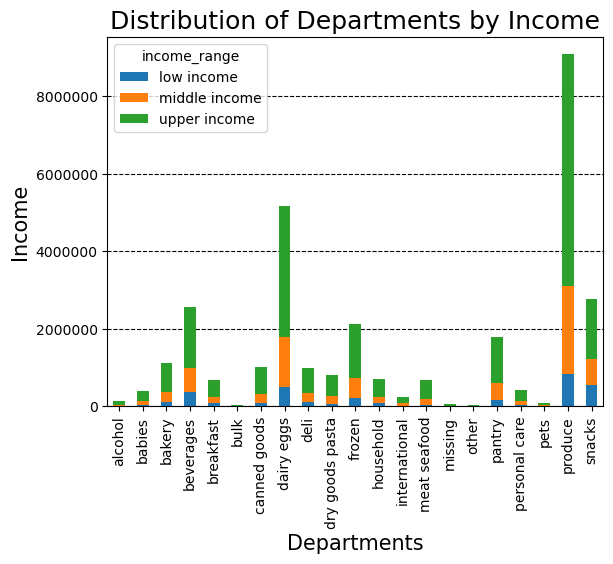 Distribution of Departments by Income
income_range
low income
middle income
upper income
Income
8000000
6000000
4000000
2000000
0
alcohol
babies
bakery
beverages
breakfast
bulk
canned goods
dairy eggs
deli
dry goods pasta
frozen
household
international
meat seafood
missing
other
pantry
personal care
pets
produce
snacks
Departments